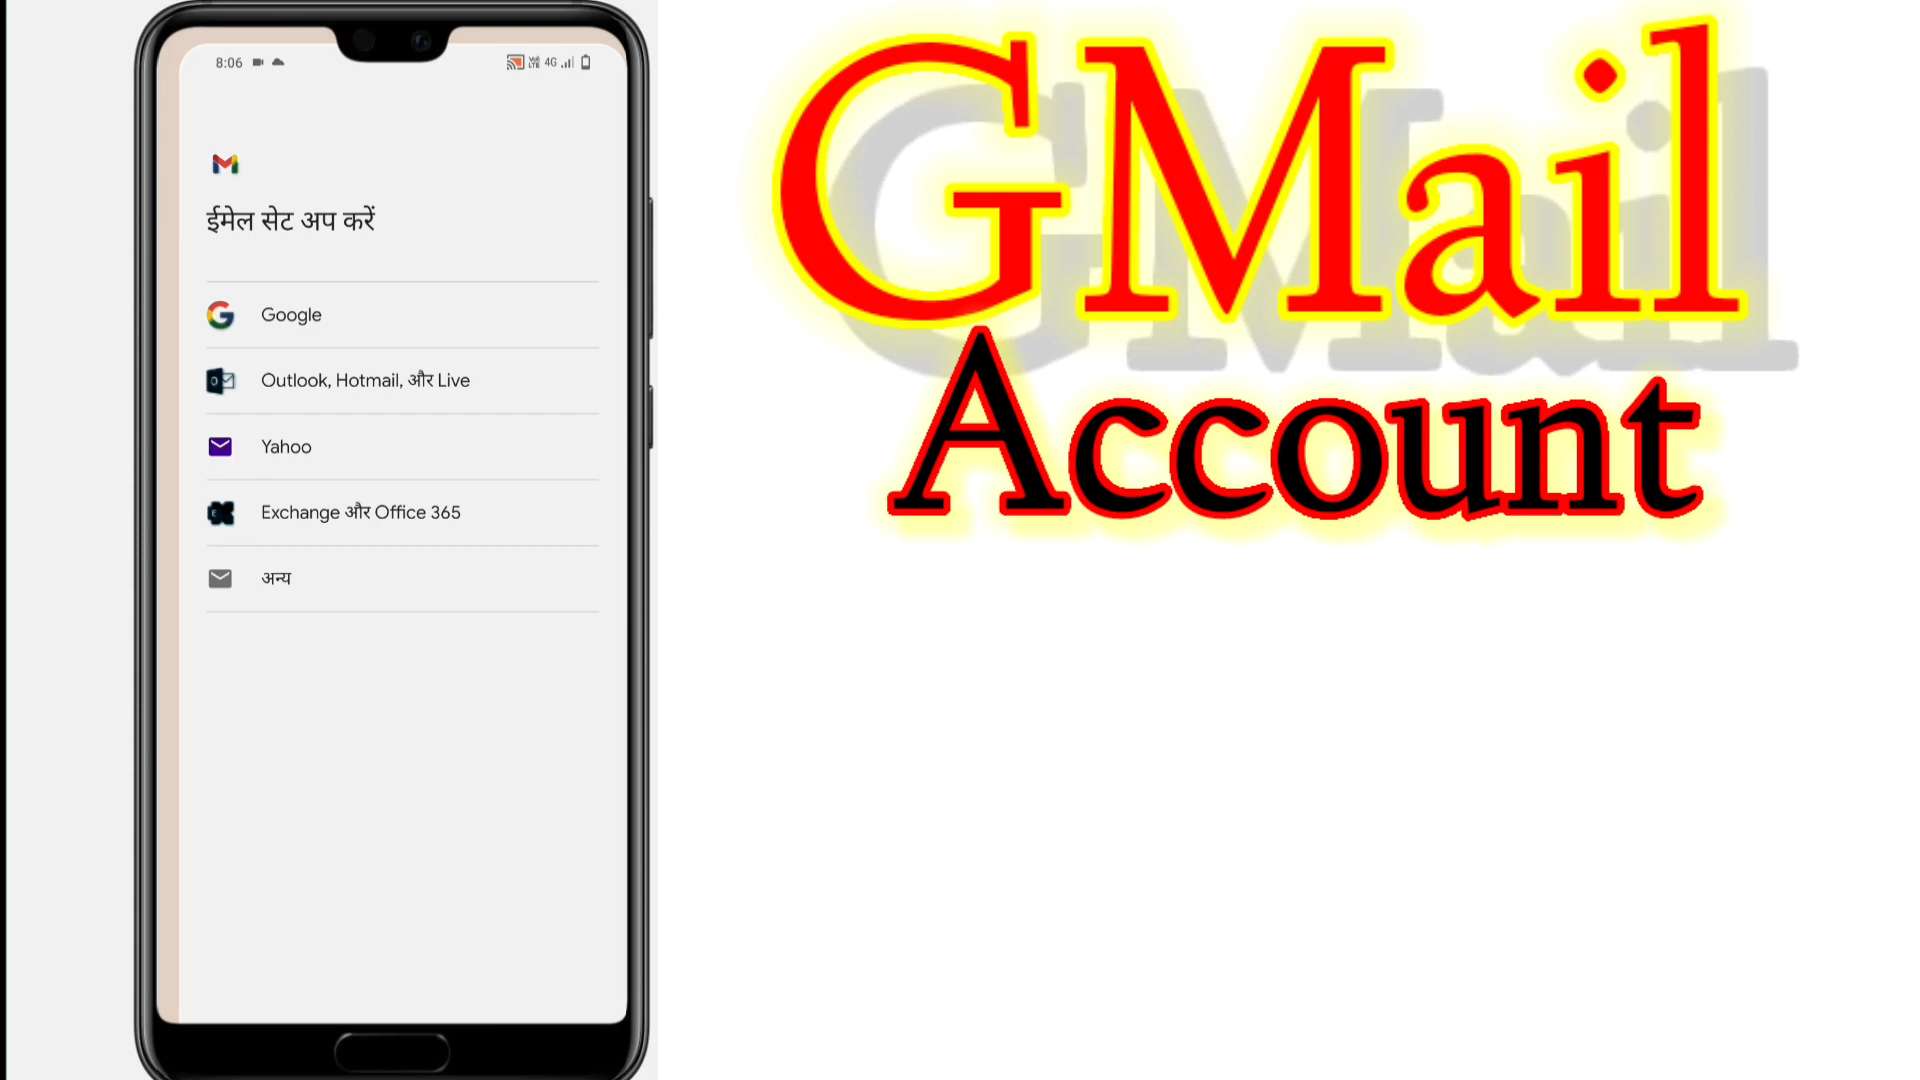 8:06
VoLTE 4G
ईमेल सेट अप करें
Google
Outlook, Hotmail, और Live
Yahoo
Exchange और Office 365
अन्य
GMail
Account